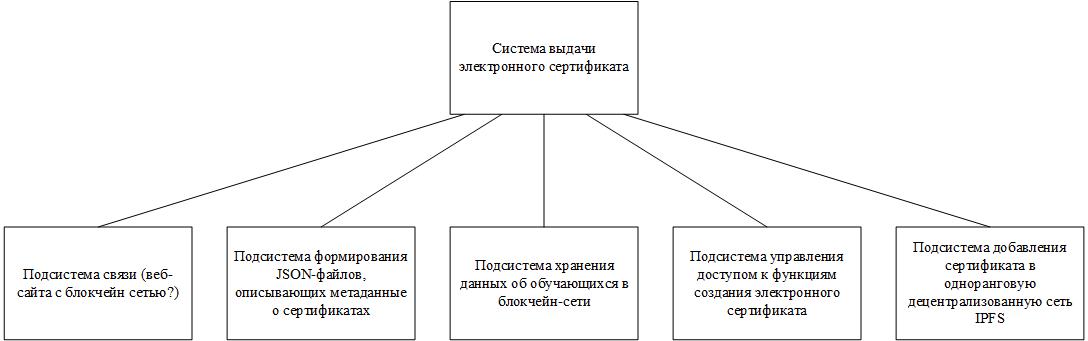 Система выдачи
электронного сертификата
Подсистема связи (веб-
сайта с блокчейн сетью?)
Подсистема формирования
JSON-файлов,
описывающих метаданные
о сертификатах
Подсистема хранения
данных об обучающихся в
блокчейн-сети
Подсистема управления
доступом к функциям
создания электронного
сертификата
Подсистема добавления
сертификата в
одноранговую
децентрализованную сеть
IPFS